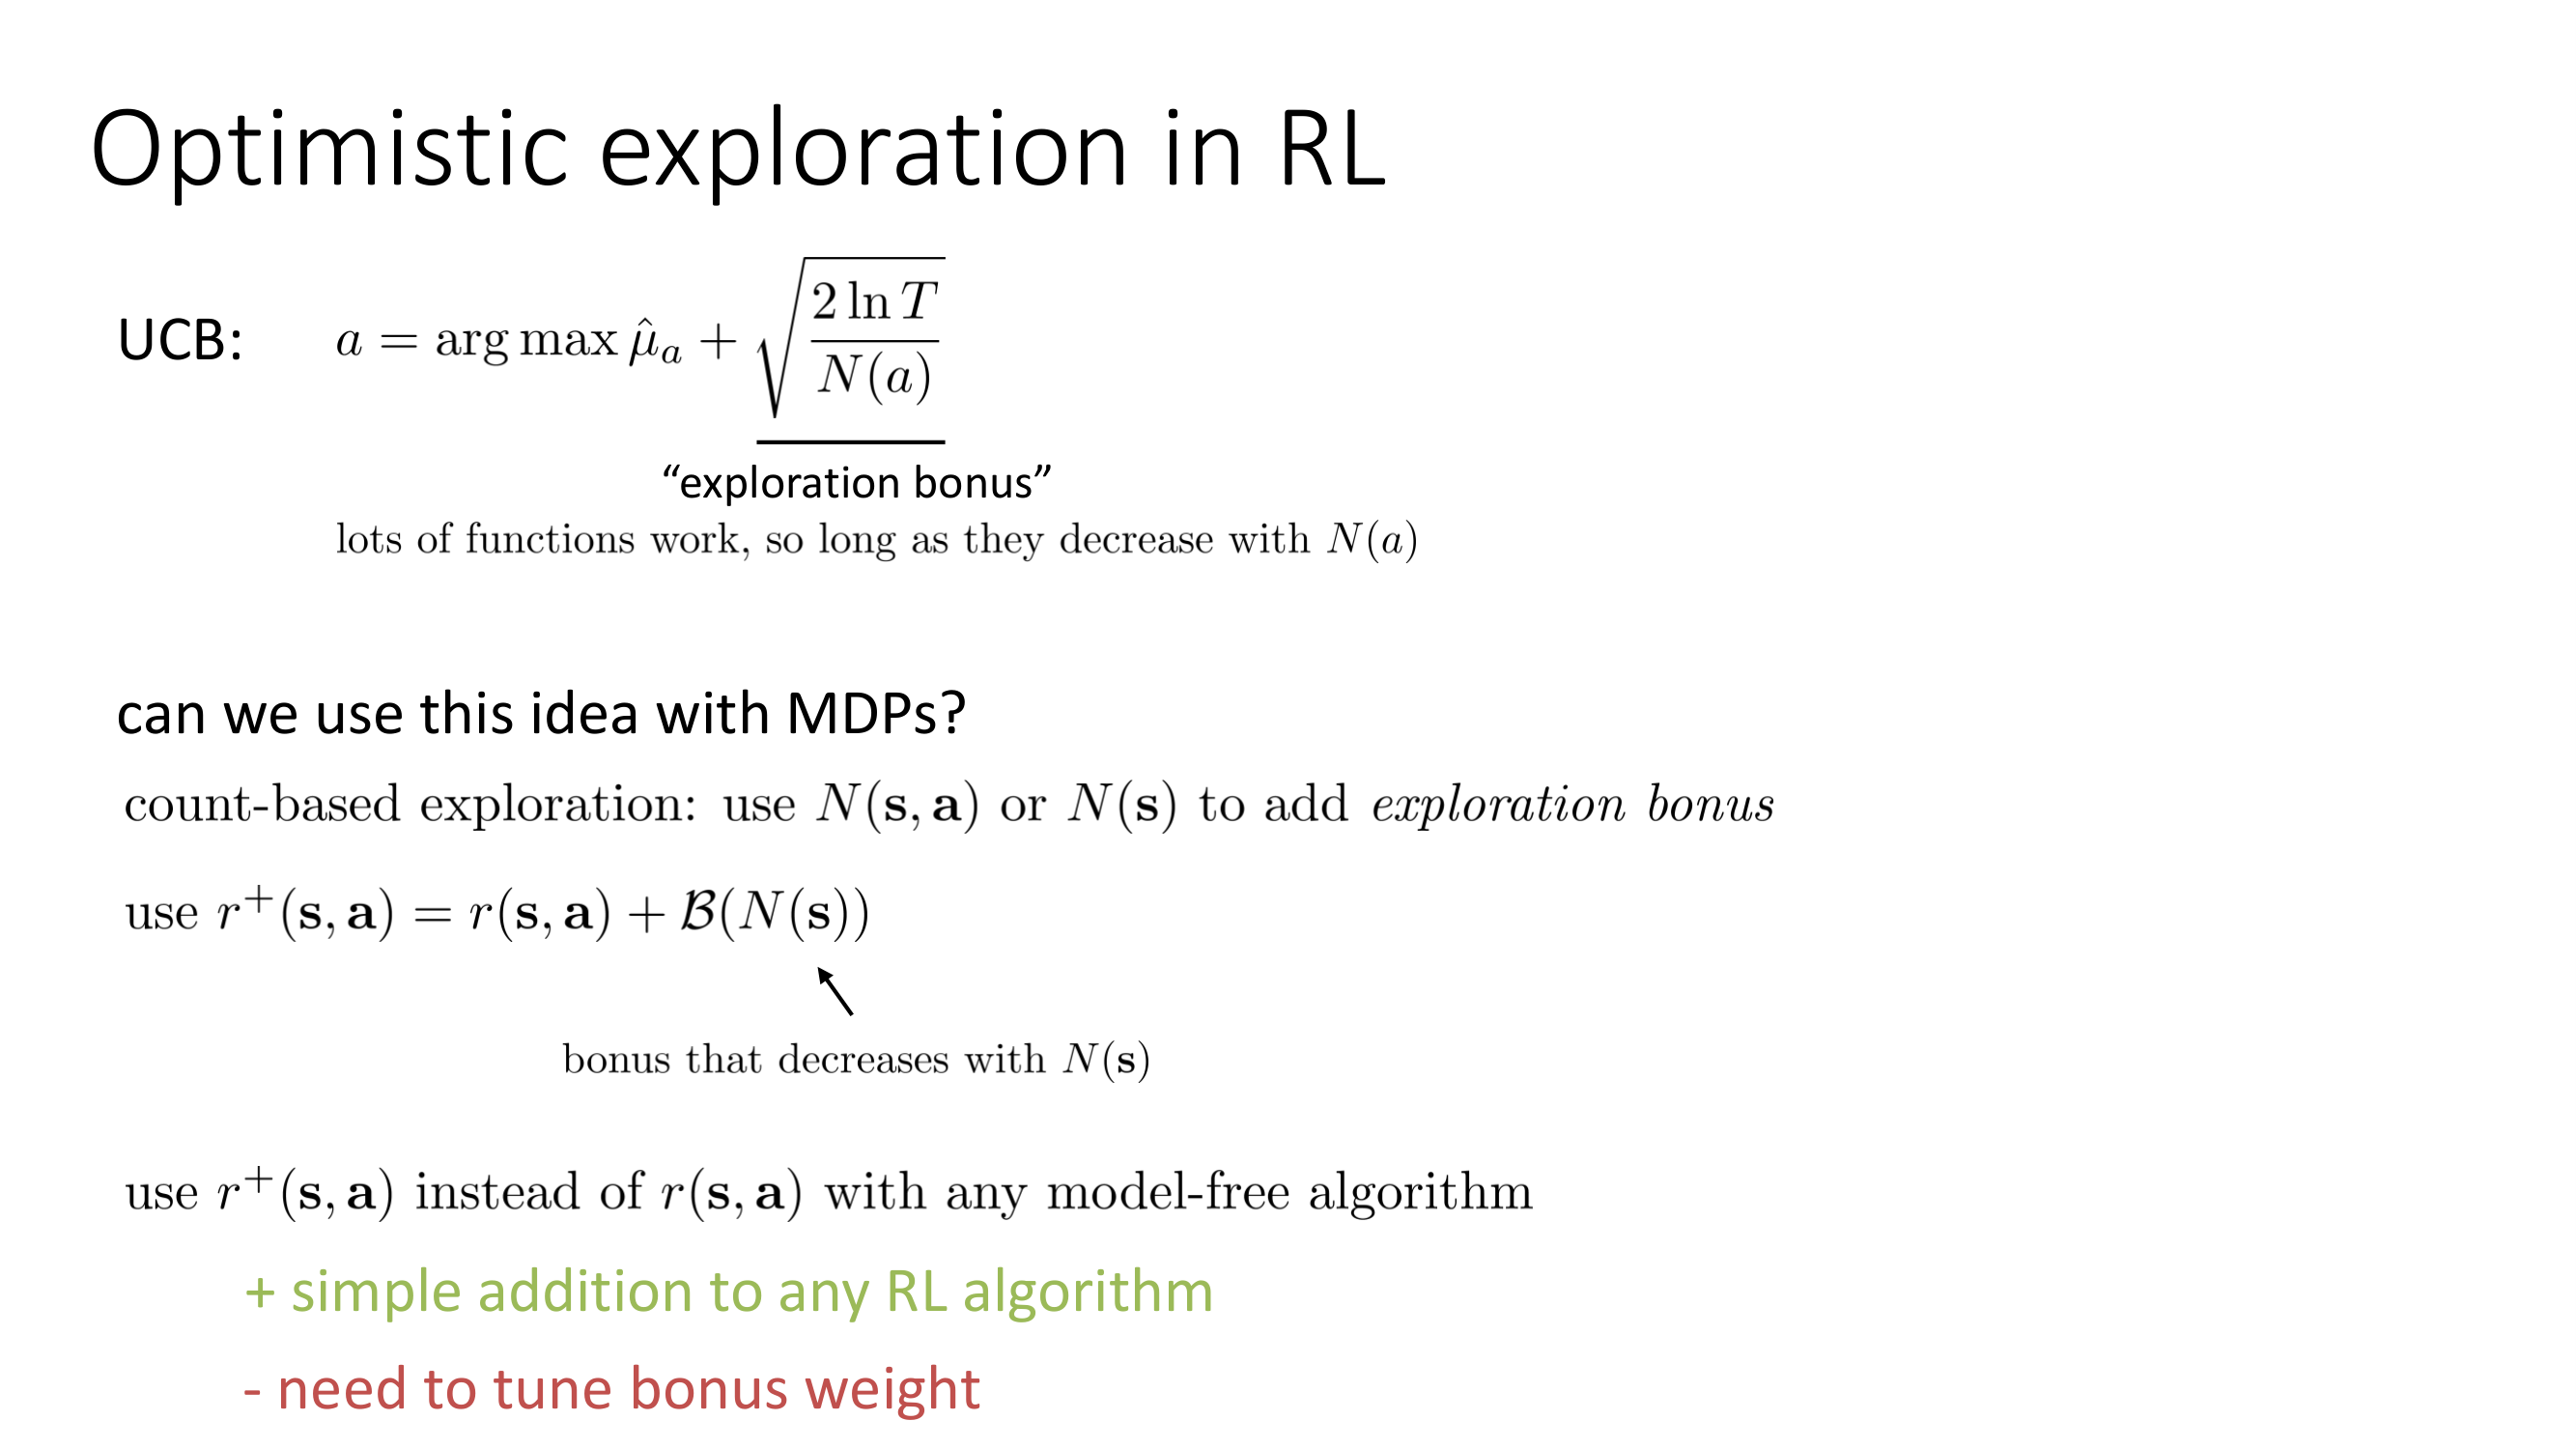 Optimistic exploration in RL
UCB: $a = \arg\max \hat{\mu}_a + \sqrt{\frac{2 \ln T}{N(a)}}$
“exploration bonus”
lots of functions work, so long as they decrease with $N(a)$
can we use this idea with MDPs?
count-based exploration: use $N(\mathbf{s}, \mathbf{a})$ or $N(\mathbf{s})$ to add exploration bonus
use $r^+(\mathbf{s}, \mathbf{a}) = r(\mathbf{s}, \mathbf{a}) + \mathcal{B}(N(\mathbf{s}))$
bonus that decreases with $N(\mathbf{s})$
use $r^+(\mathbf{s}, \mathbf{a})$ instead of $r(\mathbf{s}, \mathbf{a})$ with any model-free algorithm
+ simple addition to any RL algorithm
- need to tune bonus weight